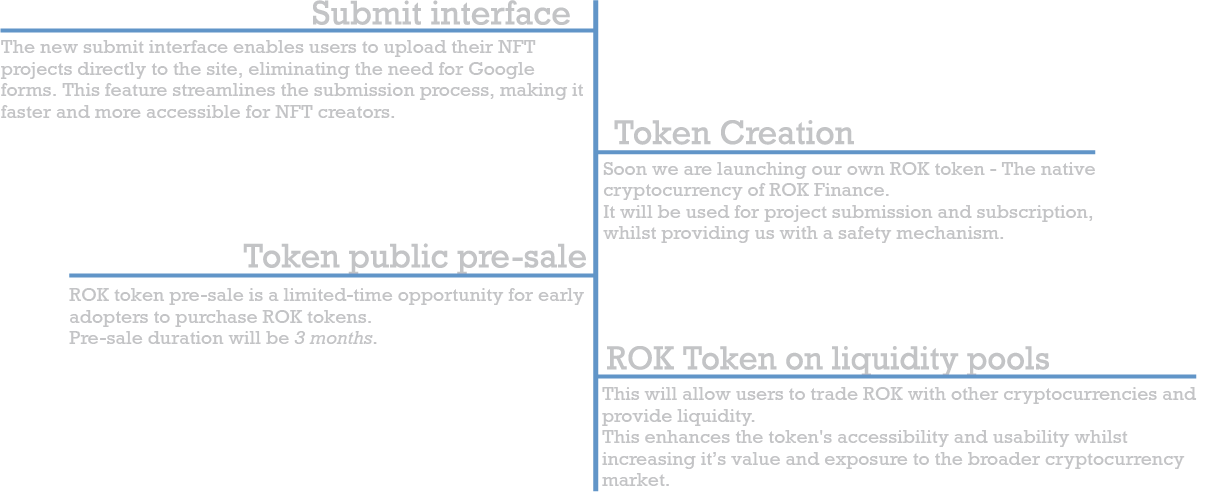 Submit interface
The new submit interface enables users to upload their NFT
projects directly to the site, eliminating the need for Google
forms. This feature streamlines the submission process, making it
faster and more accessible for NFT creators.
Token Creation
Soon we are launching our own ROK token - The native
cryptocurrency of ROK Finance.
It will be used for project submission and subscription,
whilst providing us with a safety mechanism.
Token public pre-sale
ROK token pre-sale is a limited-time opportunity for early
adopters to purchase ROK tokens.
Pre-sale duration will be 3 months.
ROK Token on liquidity pools
This will allow users to trade ROK with other cryptocurrencies and
provide liquidity.
This enhances the token's accessibility and usability whilst
increasing it’s value and exposure to the broader cryptocurrency
market.